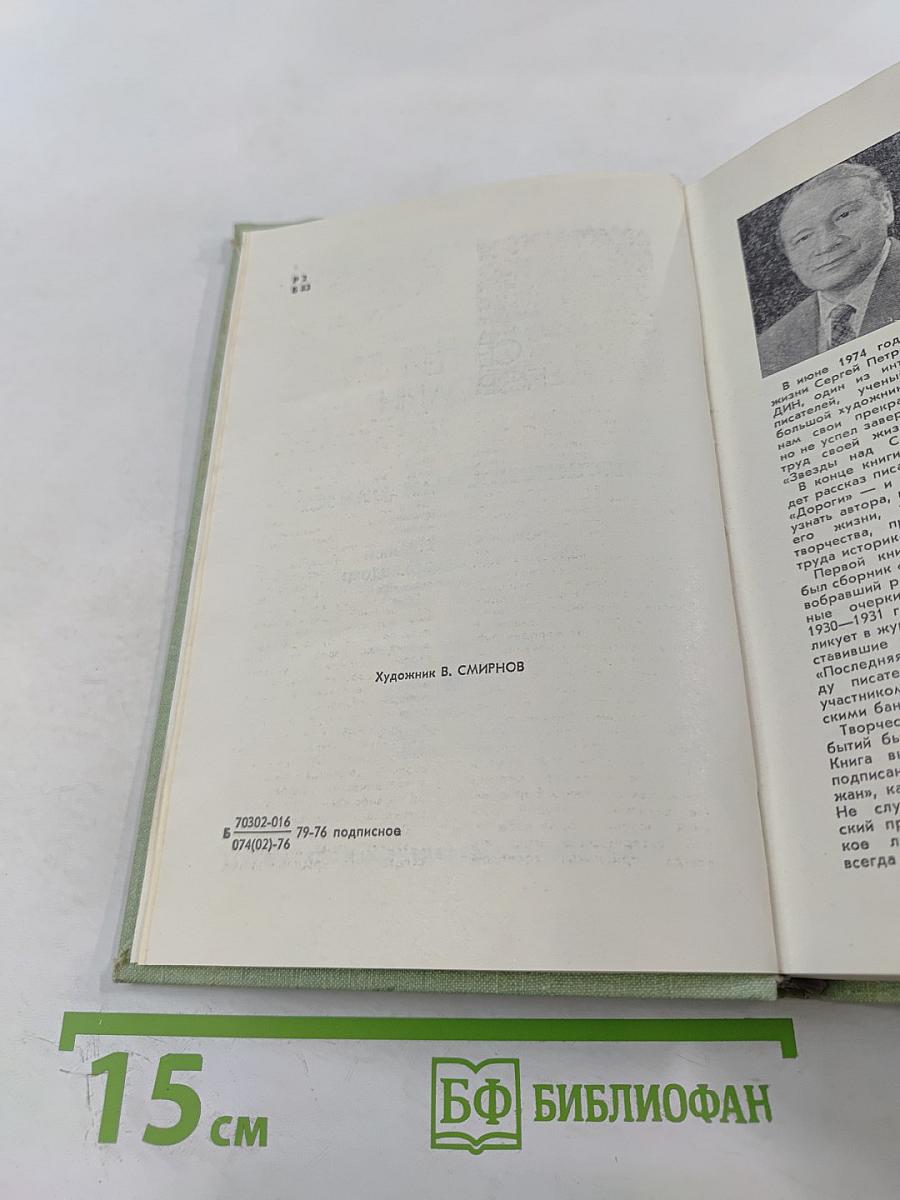 Р 2
Б 83
Художник В. СМИРНОВ
Б 70302-016 79-76 подписное
074(02)-76
В июне 1974 год
жизни Сергей Петр
ДИН, один из инт
писателей, учены
большой художник
нам свои прекра
но не успел завер
труд своей жиз
«Звезды над С
В конце книги
дет рассказ писа
«Дороги» — и
узнать автора,
его жизни,
творчества, пр
труда историк
Первой кни
был сборник
вобравший р
ные очерки
1930—1931 г
ликует в жур
ставившие
«Последняя
ду писате
участником
скими бан
Творчес
бытий бы
Книга вы
подписан
жан», ка
Не слу
ский пр
кое л
всегда
15 см
БФ БИБЛИОФАН